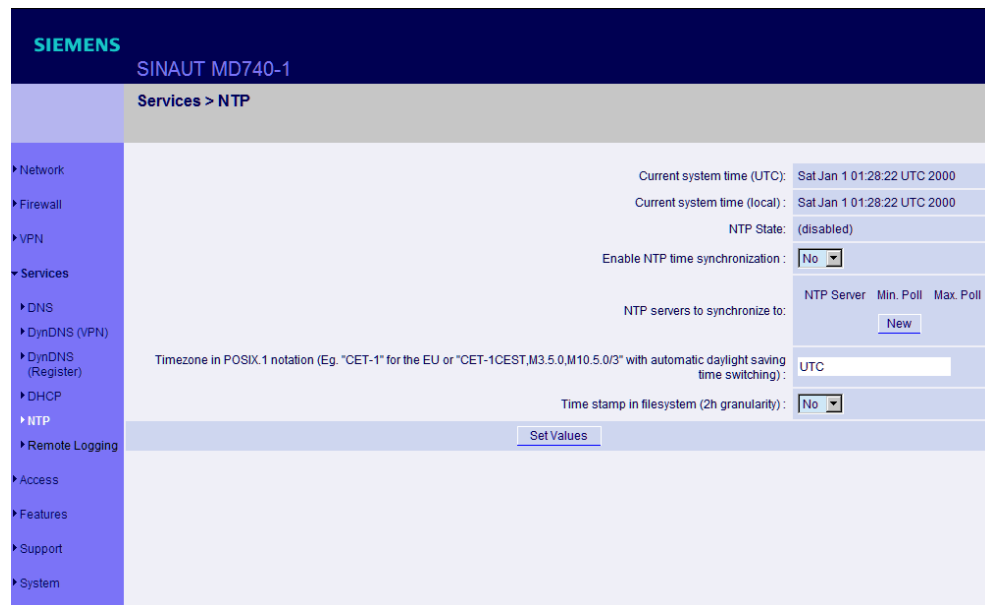 SIEMENS
SINAUT MD740-1
Services > NTP
Network
Firewall
VPN
Services
DNS
DynDNS (VPN)
DynDNS
(Register)
DHCP
NTP
Remote Logging
Access
Features
Support
System
Current system time (UTC): Sat Jan 1 01:28:22 UTC 2000
Current system time (local) : Sat Jan 1 01:28:22 UTC 2000
NTP State: (disabled)
Enable NTP time synchronization : No
NTP servers to synchronize to:
NTP Server Min. Poll Max. Poll
New
Timezone in POSIX.1 notation (Eg. "CET-1" for the EU or "CET-1CEST,M3.5.0,M10.5.0/3" with automatic daylight saving
time switching) :
UTC
Time stamp in filesystem (2h granularity) : No
Set Values